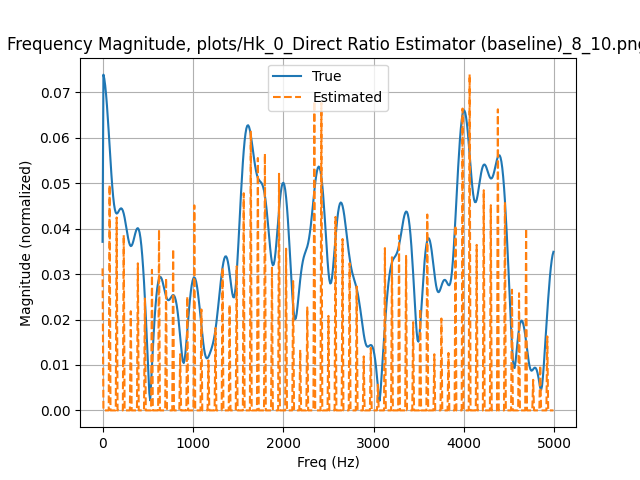 Frequency Magnitude, plots/Hk_0_Direct Ratio Estimator (baseline)_8_10.png
True
Estimated
0.07
0.06
0.05
0.04
0.03
0.02
0.01
0.00
Magnitude (normalized)
0 1000 2000 3000 4000 5000
Freq (Hz)